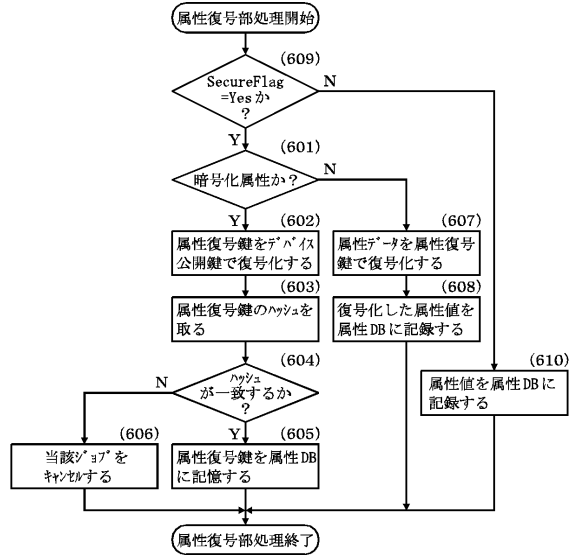 属性復号部処理開始
(609)
SecureFlag
=Yesか
?
N
Y
(601)
暗号化属性か?
N
Y
(602)
属性復号鍵をﾃﾞﾊﾞｲｽ
公開鍵で復号化する
(607)
属性ﾃﾞｰﾀを属性復号
鍵で復号化する
(603)
属性復号鍵のﾊｯｼｭを
取る
(608)
復号化した属性値を
属性DBに記録する
(604)
ﾊｯｼｭ
が一致するか
?
N
Y
(610)
属性値を属性DBに
記録する
(606)
当該ｼﾞｮﾌﾞを
ｷｬﾝｾﾙする
(605)
属性復号鍵を属性DB
に記憶する
属性復号部処理終了